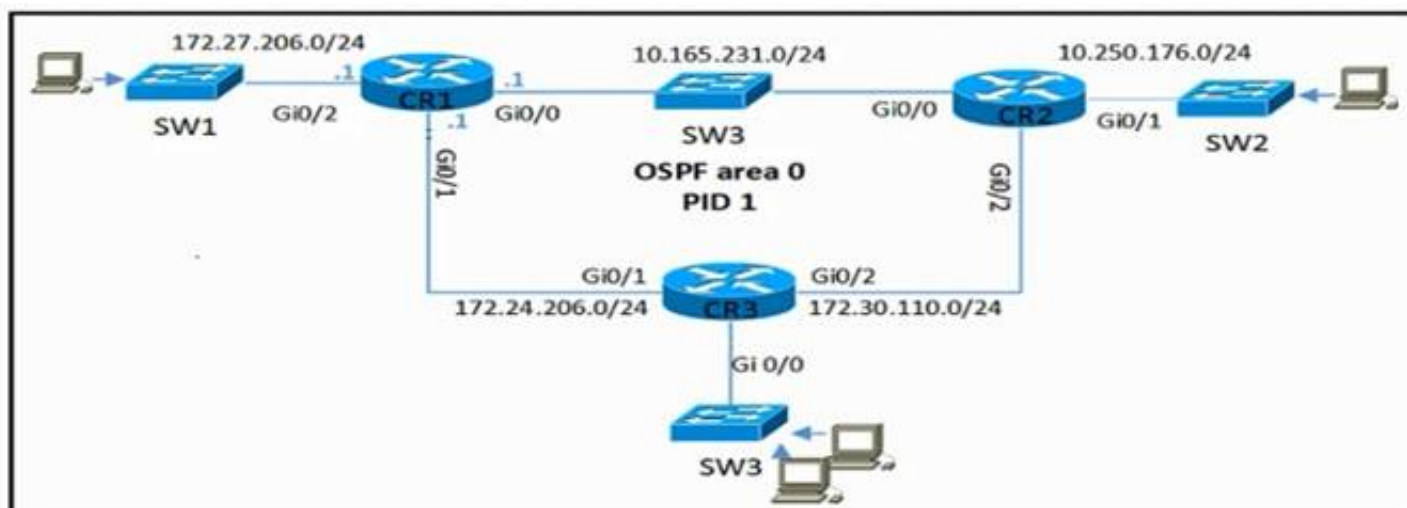 172.27.206.0/24
10.165.231.0/24
10.250.176.0/24
.1
CR1
.1
Gi0/2
Gi0/0
SW1
.1
Gi0/1
SW3
Gi0/0
CR2
Gi0/1
SW2
OSPF area 0
PID 1
Gi0/2
Gi0/1
Gi0/2
CR3
172.24.206.0/24
172.30.110.0/24
Gi 0/0
SW3